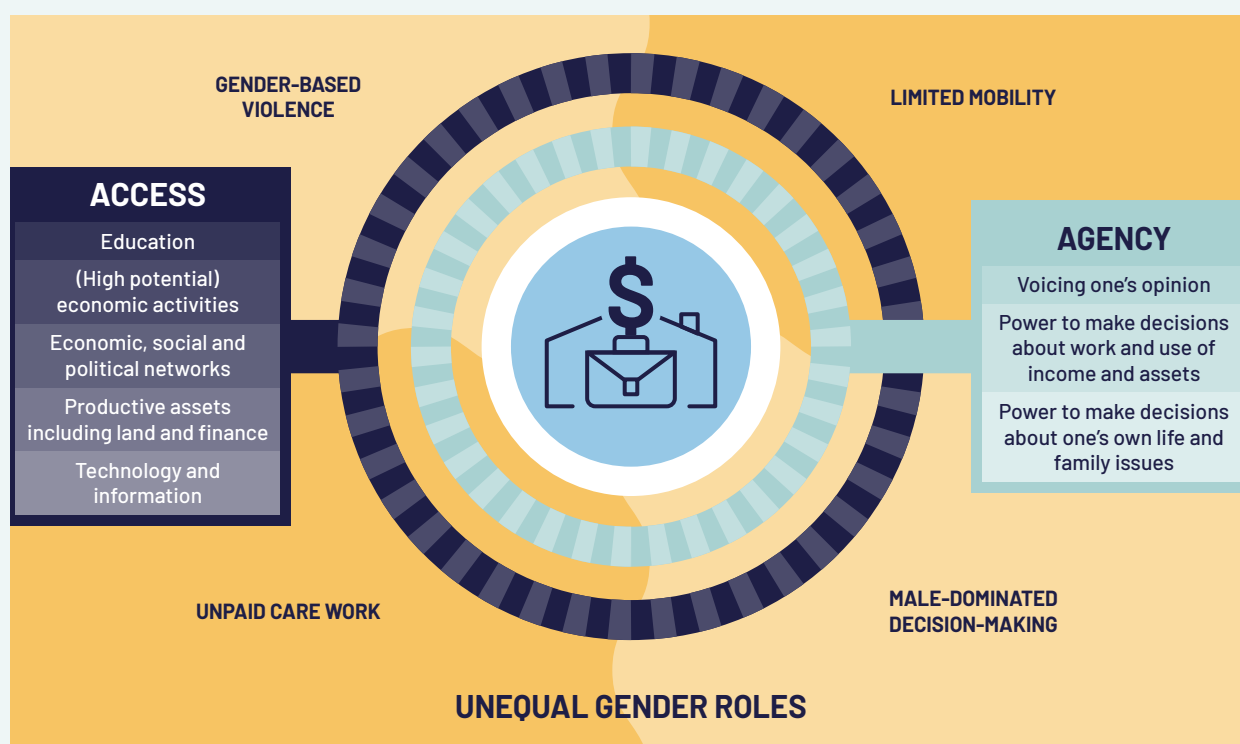 GENDER-BASED
VIOLENCE
LIMITED MOBILITY
ACCESS
Education
(High potential)
economic activities
Economic, social and
political networks
Productive assets
including land and finance
Technology and
information
$
AGENCY
Voicing one’s opinion
Power to make decisions
about work and use of
income and assets
Power to make decisions
about one’s own life and
family issues
UNPAID CARE WORK
MALE-DOMINATED
DECISION-MAKING
UNEQUAL GENDER ROLES